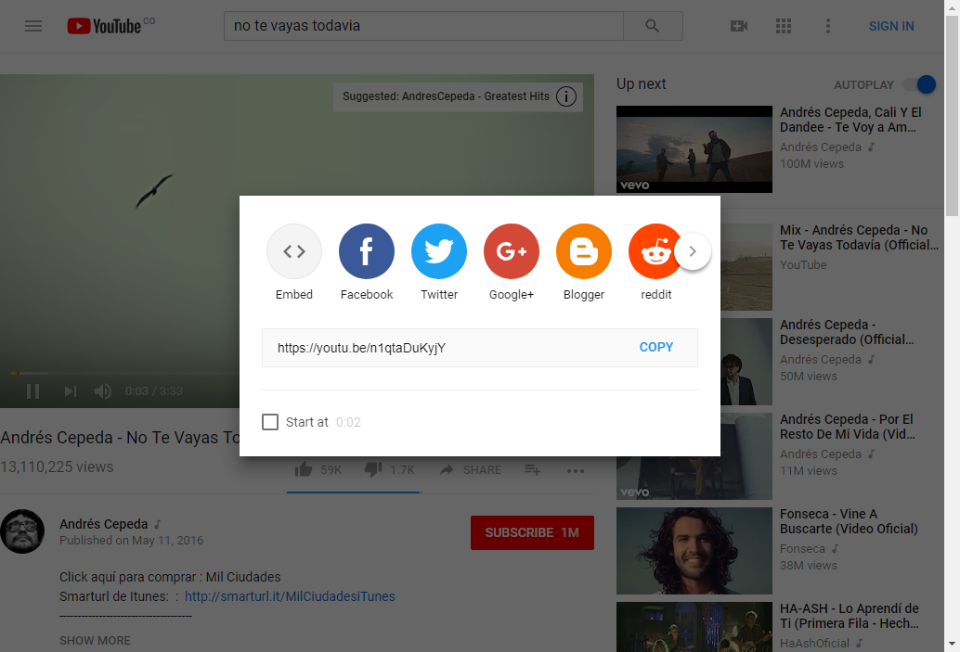 YouTube CO
no te vayas todavia
SIGN IN
Suggested: AndresCepeda - Greatest Hits
0:03 / 3:33
Embed
Facebook
Twitter
G+
Google+
Blogger
reddit
https://youtu.be/n1qtaDuKyjY
COPY
Start at 0:02
Andrés Cepeda - No Te Vayas To
13,110,225 views
59K
1.7K
SHARE
Andrés Cepeda
Published on May 11, 2016
SUBSCRIBE 1M
Click aquí para comprar : Mil Ciudades
Smarturl de Itunes: : http://smarturl.it/MilCiudadesiTunes
----------------------------------------
SHOW MORE
Up next
AUTOPLAY
vevo
Andrés Cepeda, Cali Y El
Dandee - Te Voy a Am...
Andrés Cepeda
100M views
Mix - Andrés Cepeda - No
Te Vayas Todavía (Official...
YouTube
Andrés Cepeda -
Desesperado (Official...
Andrés Cepeda
50M views
vevo
Andrés Cepeda - Por El
Resto De Mi Vida (Vid...
Andrés Cepeda
11M views
Fonseca - Vine A
Buscarte (Video Oficial)
Fonseca
38M views
HA-ASH - Lo Aprendí de
Ti (Primera Fila - Hech...
HaAshOficial